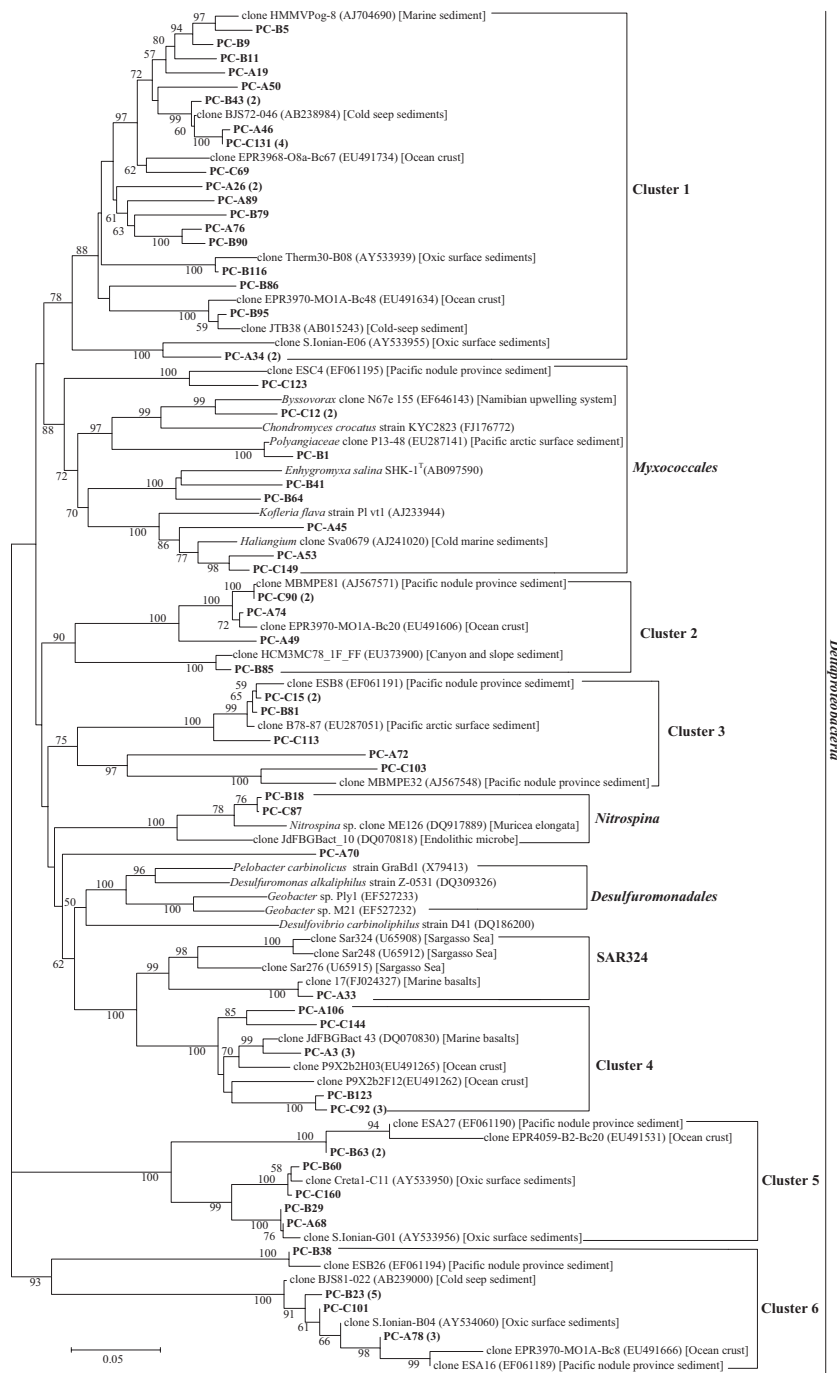 clone HMMVPog-8 (AJ704690) [Marine sediment]
97
PC-B5
94
PC-B9
80
PC-B11
57
PC-A19
72
PC-A50
PC-B43 (2)
clone BJS72-046 (AB238984) [Cold seep sediments]
99
97
PC-A46
60
PC-C131 (4)
100
clone EPR3968-O8a-Bc67 (EU491734) [Ocean crust]
62
PC-C69
Cluster 1
PC-A26 (2)
PC-A89
61
PC-B79
63
PC-A76
100
PC-B90
88
clone Therm30-B08 (AY533939) [Oxic surface sediments]
100
PC-B116
PC-B86
clone EPR3970-MO1A-Bc48 (EU491634) [Ocean crust]
78
100
PC-B95
59
clone JTB38 (AB015243) [Cold-seep sediment]
clone S.Ionian-E06 (AY533955) [Oxic surface sediments]
100
PC-A34 (2)
clone ESC4 (EF061195) [Pacific nodule province sediment]
100
PC-C123
Byssovorax clone N67e 155 (EF646143) [Namibian upwelling system]
99
99
PC-C12 (2)
88
97
Chondromyces crocatus strain KYC2823 (FJ176772)
Polyangiaceae clone P13-48 (EU287141) [Pacific arctic surface sediment]
100
PC-B1
Myxococcales
72
Enhygromyxa salina SHK-1T(AB097590)
100
PC-B41
PC-B64
70
Kofleria flava strain Pl vt1 (AJ233944)
100
PC-A45
86
Haliangium clone Sva0679 (AJ241020) [Cold marine sediments]
77
PC-A53
98
PC-C149
100
clone MBMPE81 (AJ567571) [Pacific nodule province sediment]
100
PC-C90 (2)
100
PC-A74
72
clone EPR3970-MO1A-Bc20 (EU491606) [Ocean crust]
Cluster 2
90
PC-A49
clone HCM3MC78_1F_FF (EU373900) [Canyon and slope sediment]
100
PC-B85
59
clone ESB8 (EF061191) [Pacific nodule province sedimemt]
65
PC-C15 (2)
99
PC-B81
100
clone B78-87 (EU287051) [Pacific arctic surface sediment]
75
PC-C113
Cluster 3
PC-A72
97
PC-C103
100
clone MBMPE32 (AJ567548) [Pacific nodule province sediment]
76
PC-B18
78
PC-C87
100
Nitrospina sp. clone ME126 (DQ917889) [Muricea elongata]
Nitrospina
clone JdFBGBact_10 (DQ070818) [Endolithic microbe]
PC-A70
Pelobacter carbinolicus strain GraBd1 (X79413)
96
100
Desulfuromonas alkaliphilus strain Z-0531 (DQ309326)
50
Geobacter sp. Ply1 (EF527233)
Desulfuromonadales
100
Geobacter sp. M21 (EF527232)
Desulfovibrio carbinoliphilus strain D41 (DQ186200)
62
clone Sar324 (U65908) [Sargasso Sea]
98
100
clone Sar248 (U65912) [Sargasso Sea]
99
clone Sar276 (U65915) [Sargasso Sea]
SAR324
clone 17(FJ024327) [Marine basalts]
100
PC-A33
100
85
PC-A106
PC-C144
99
clone JdFBGBact 43 (DQ070830) [Marine basalts]
100
70
PC-A3 (3)
clone P9X2b2H03(EU491265) [Ocean crust]
Cluster 4
clone P9X2b2F12(EU491262) [Ocean crust]
PC-B123
100
PC-C92 (3)
94
clone ESA27 (EF061190) [Pacific nodule province sediment]
100
clone EPR4059-B2-Bc20 (EU491531) [Ocean crust]
PC-B63 (2)
58
PC-B60
100
100
clone Creta1-C11 (AY533950) [Oxic surface sediments]
Cluster 5
PC-C160
99
PC-B29
100
PC-A68
76
clone S.Ionian-G01 (AY533956) [Oxic surface sediments]
PC-B38
100
clone ESB26 (EF061194) [Pacific nodule province sediment]
93
clone BJS81-022 (AB239000) [Cold seep sediment]
100
PC-B23 (5)
91
PC-C101
61
clone S.Ionian-B04 (AY534060) [Oxic surface sediments]
Cluster 6
66
PC-A78 (3)
98
clone EPR3970-MO1A-Bc8 (EU491666) [Ocean crust]
99
clone ESA16 (EF061189) [Pacific nodule province sediment]
0.05
Deltaproteobacteria